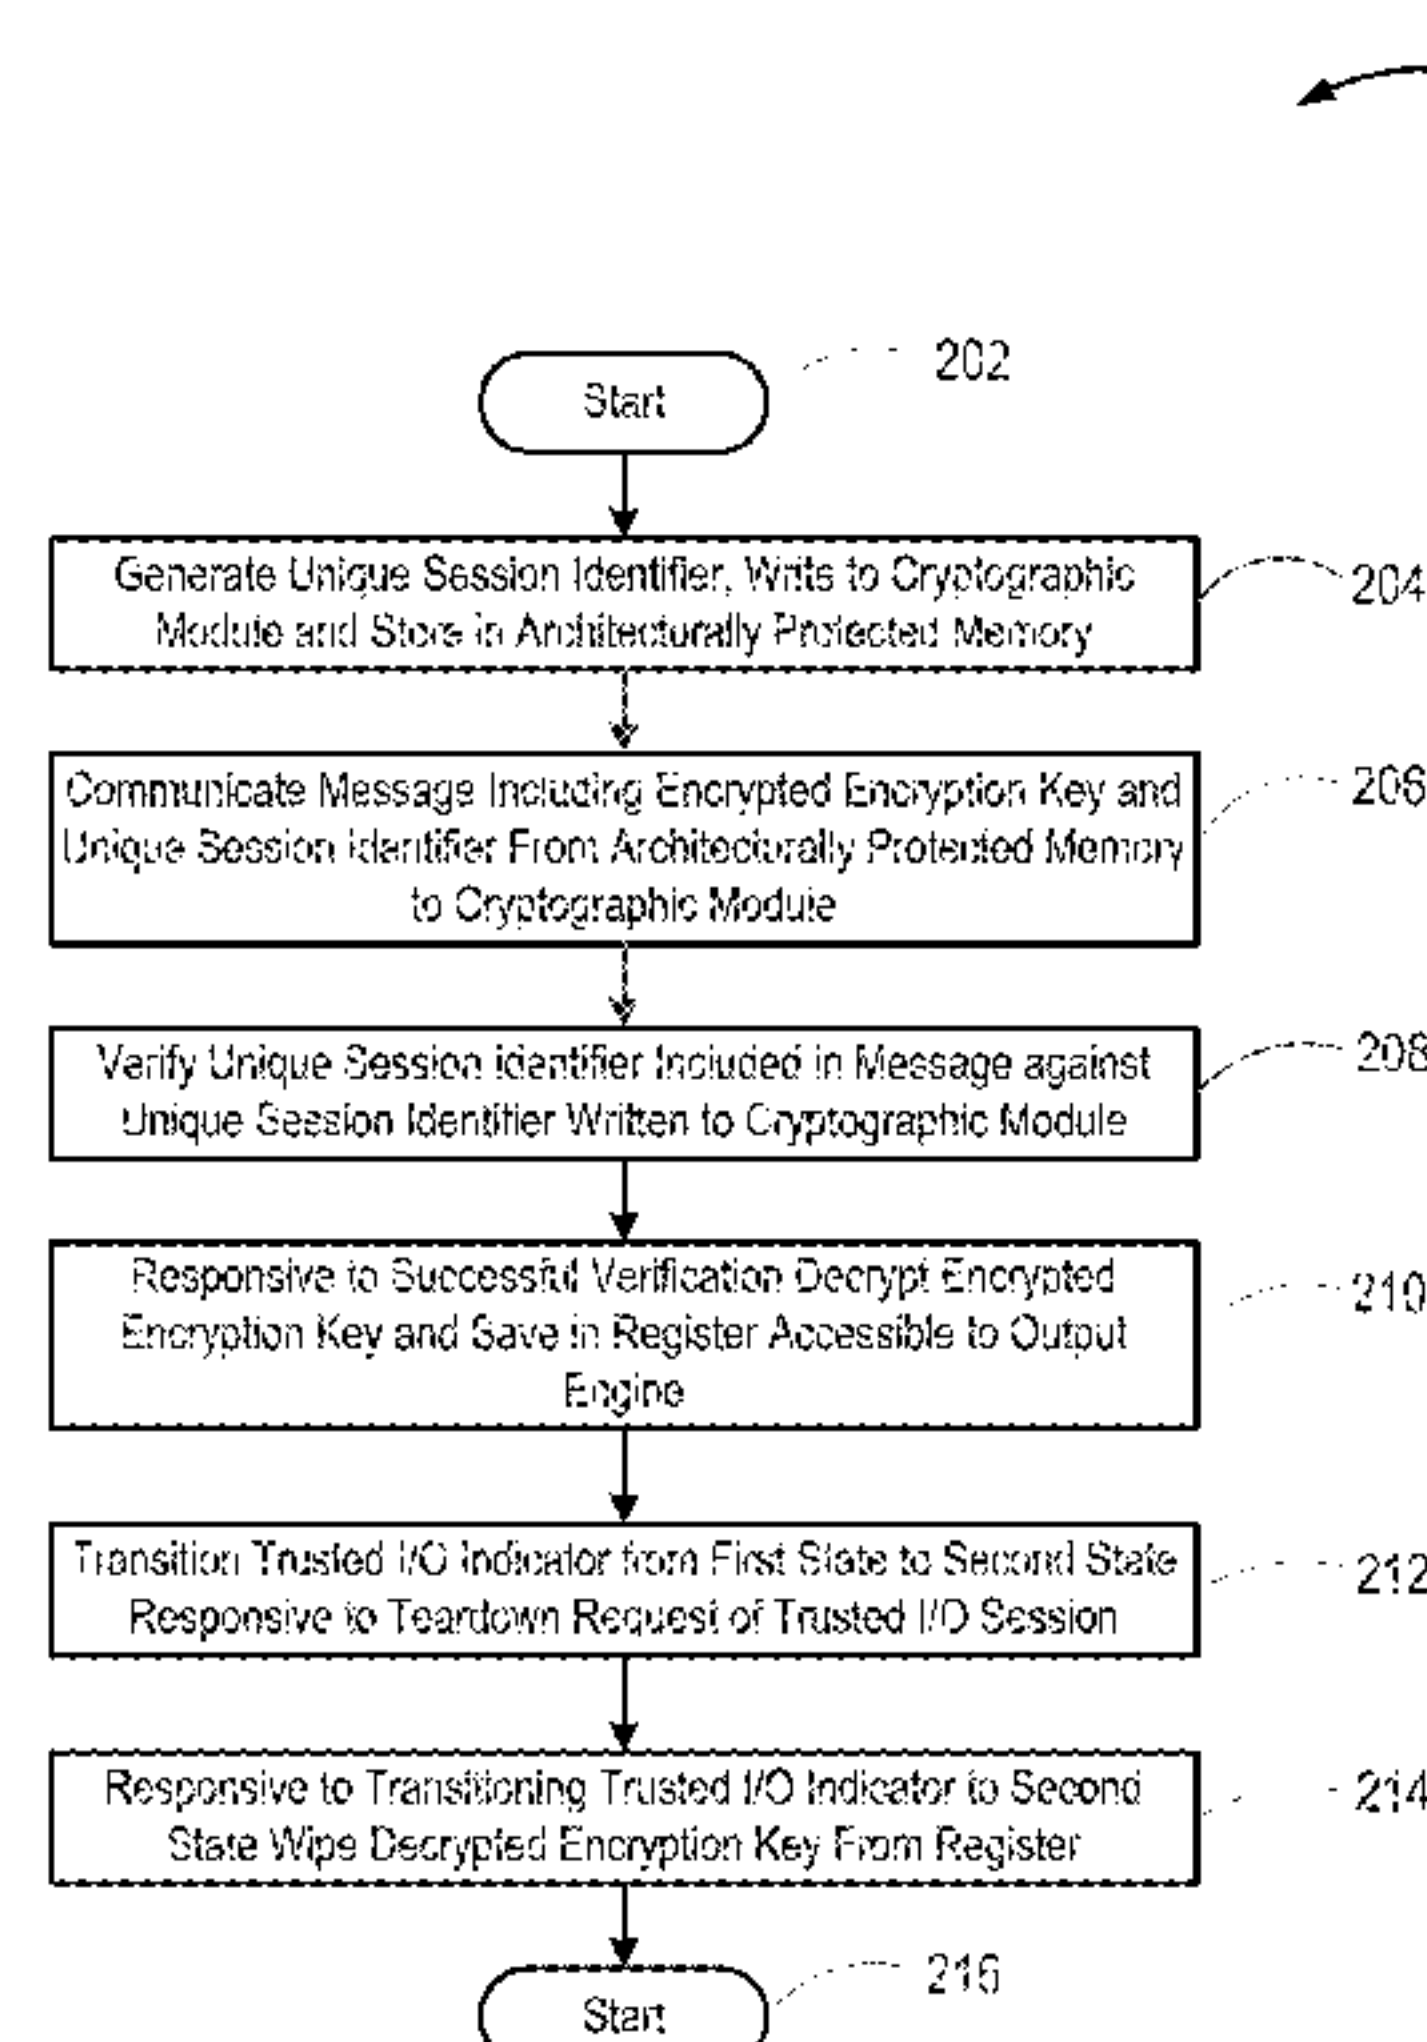 202
Start
Generate Unique Session Identifier, Write to Cryptographic
Module and Store in Architecturally Protected Memory
204
Communicate Message Including Encrypted Encryption Key and
Unique Session Identifier From Architecturally Protected Memory
to Cryptographic Module
206
Verify Unique Session Identifier Included in Message against
Unique Session Identifier Written to Cryptographic Module
208
Responsive to Successful Verification Decrypt Encrypted
Encryption Key and Save in Register Accessible to Output
Engine
210
Transition Trusted I/O Indicator from First State to Second State
Responsive to Teardown Request of Trusted I/O Session
212
Responsive to Transitioning Trusted I/O Indicator to Second
State Wipe Decrypted Encryption Key From Register
214
216
Start